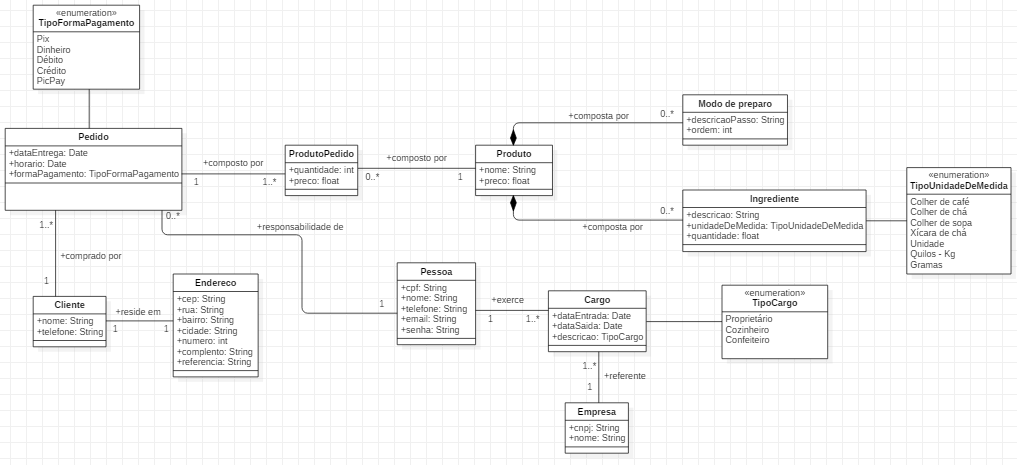 «enumeration»
TipoFormaPagamento
Pix
Dinheiro
Débito
Crédito
PicPay
Pedido
+dataEntrega: Date
+horario: Date
+formaPagamento: TipoFormaPagamento
+composto por
1
1..*
ProdutoPedido
+quantidade: int
+preco: float
+composto por
0..*
1
Produto
+nome: String
+preco: float
+composta por
0..*
Modo de preparo
+descricaoPasso: String
+ordem: int
+composta por
0..*
Ingrediente
+descricao: String
+unidadeDeMedida: TipoUnidadeDeMedida
+quantidade: float
«enumeration»
TipoUnidadeDeMedida
Colher de café
Colher de chá
Colher de sopa
Xícara de chá
Unidade
Quilos - Kg
Gramas
0..*
+responsabilidade de
1
1..*
+comprado por
1
Cliente
+nome: String
+telefone: String
+reside em
1
1
Endereco
+cep: String
+rua: String
+bairro: String
+cidade: String
+numero: int
+complento: String
+referencia: String
Pessoa
+cpf: String
+nome: String
+telefone: String
+email: String
+senha: String
+exerce
1
1..*
Cargo
+dataEntrada: Date
+dataSaida: Date
+descricao: TipoCargo
«enumeration»
TipoCargo
Proprietário
Cozinheiro
Confeiteiro
1..*
+referente
1
Empresa
+cnpj: String
+nome: String